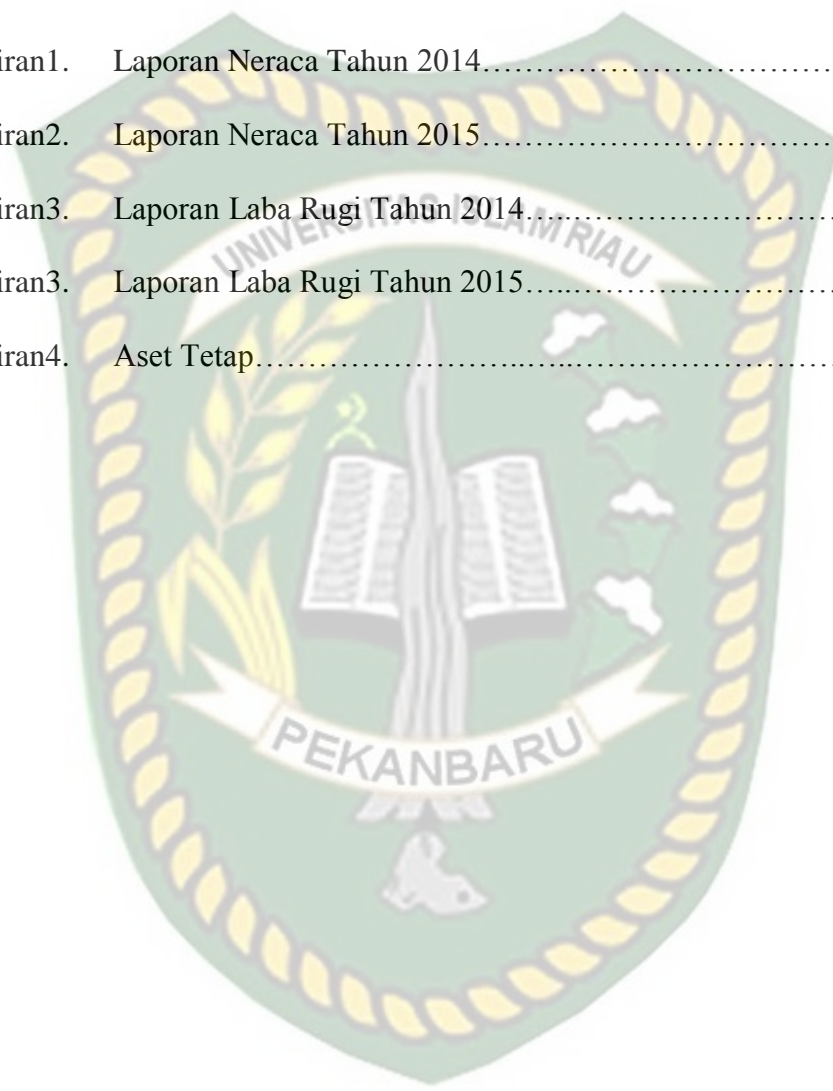 iran1. Laporan Neraca Tahun 2014……………………………
iran2. Laporan Neraca Tahun 2015……………………………
iran3. Laporan Laba Rugi Tahun 2014…..……………………
iran3. Laporan Laba Rugi Tahun 2015…..……………………
iran4. Aset Tetap……………………..…..……………………
UNIVERSITAS ISLAM RIAU
PEKANBARU